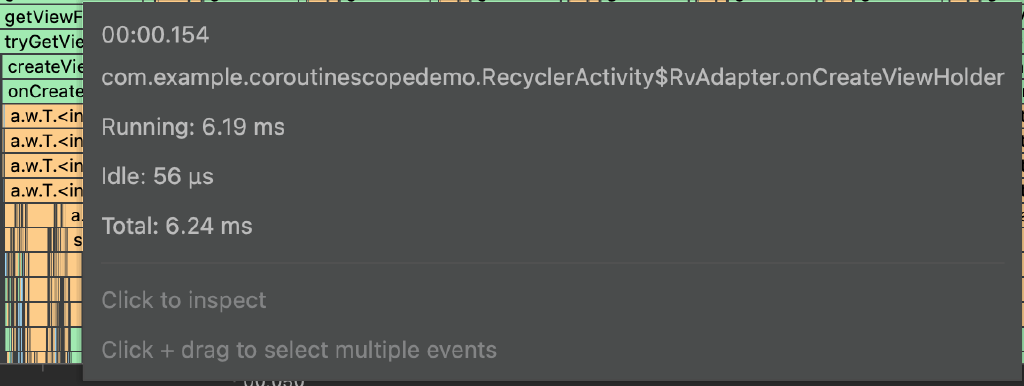 getViewF
tryGetVie
createVie
onCreate
a.w.T.<in
a.w.T.<in
a.w.T.<in
a.w.T.<in
a.
s
00:00.154
com.example.coroutinescopedemo.RecyclerActivity$RvAdapter.onCreateViewHolder
Running: 6.19 ms
Idle: 56 μs
Total: 6.24 ms
Click to inspect
Click + drag to select multiple events